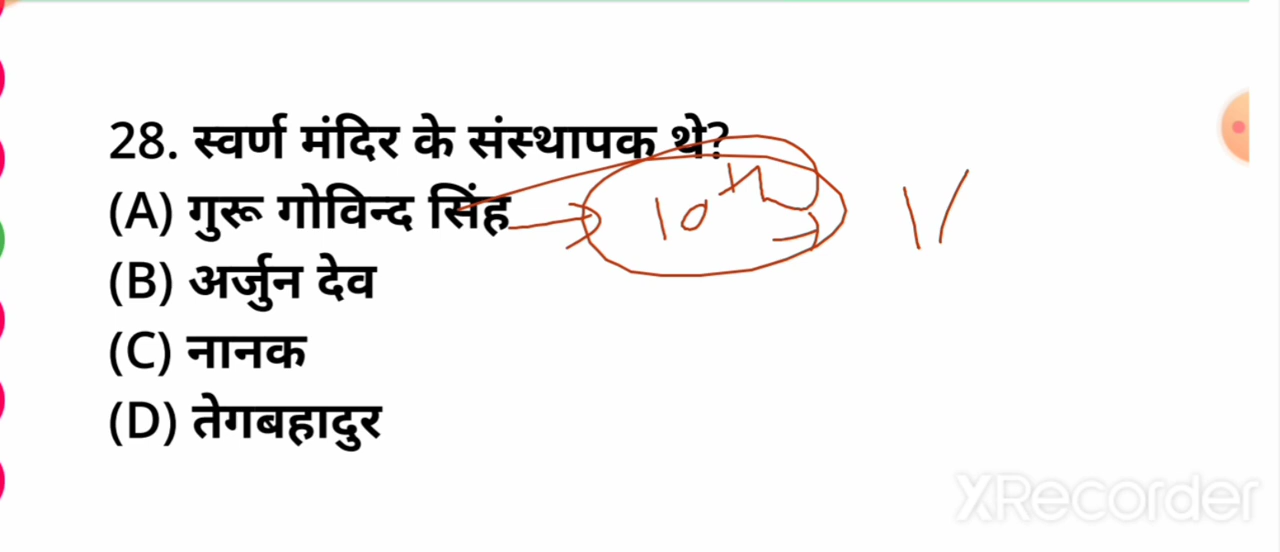 28. स्वर्ण मंदिर के संस्थापक थे?
(A) गुरू गोविन्द सिंह
10th
(B) अर्जुन देव
(C) नानक
(D) तेगबहादुर
XRecorder